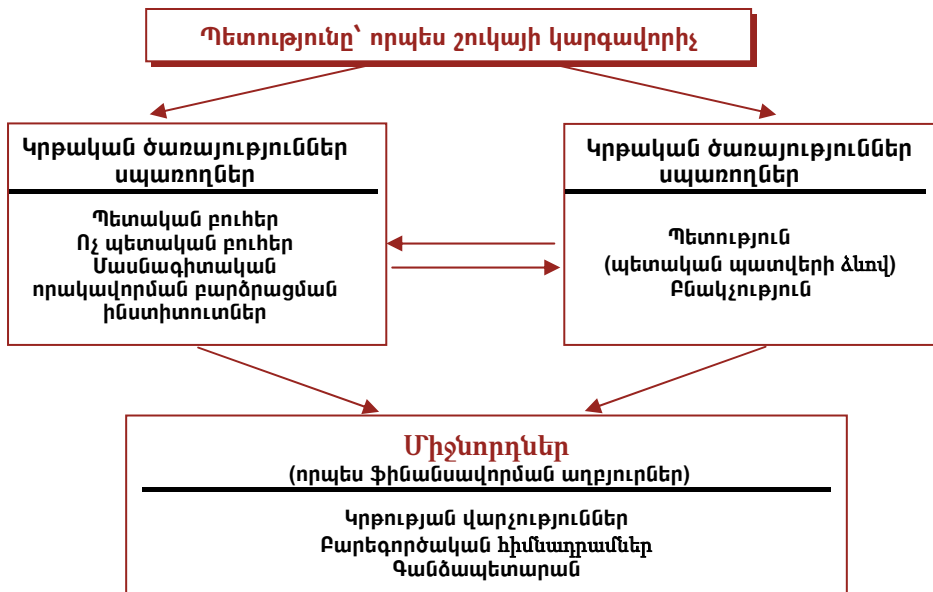 Պետությունը՝ որպես շուկայի կարգավորիչ
Կրթական ծառայություններ
սպառողներ
Պետական բուհեր
Ոչ պետական բուհեր
Մասնագիտական
որակավորման բարձրացման
ինստիտուտներ
Կրթական ծառայություններ
սպառողներ
Պետություն
(պետական պատվերի ձևով)
Բնակչություն
Միջնորդներ
(որպես ֆինանսավորման աղբյուրներ)
Կրթության վարչություններ
Բարեգործական հիմնադրամներ
Գանձապետարան